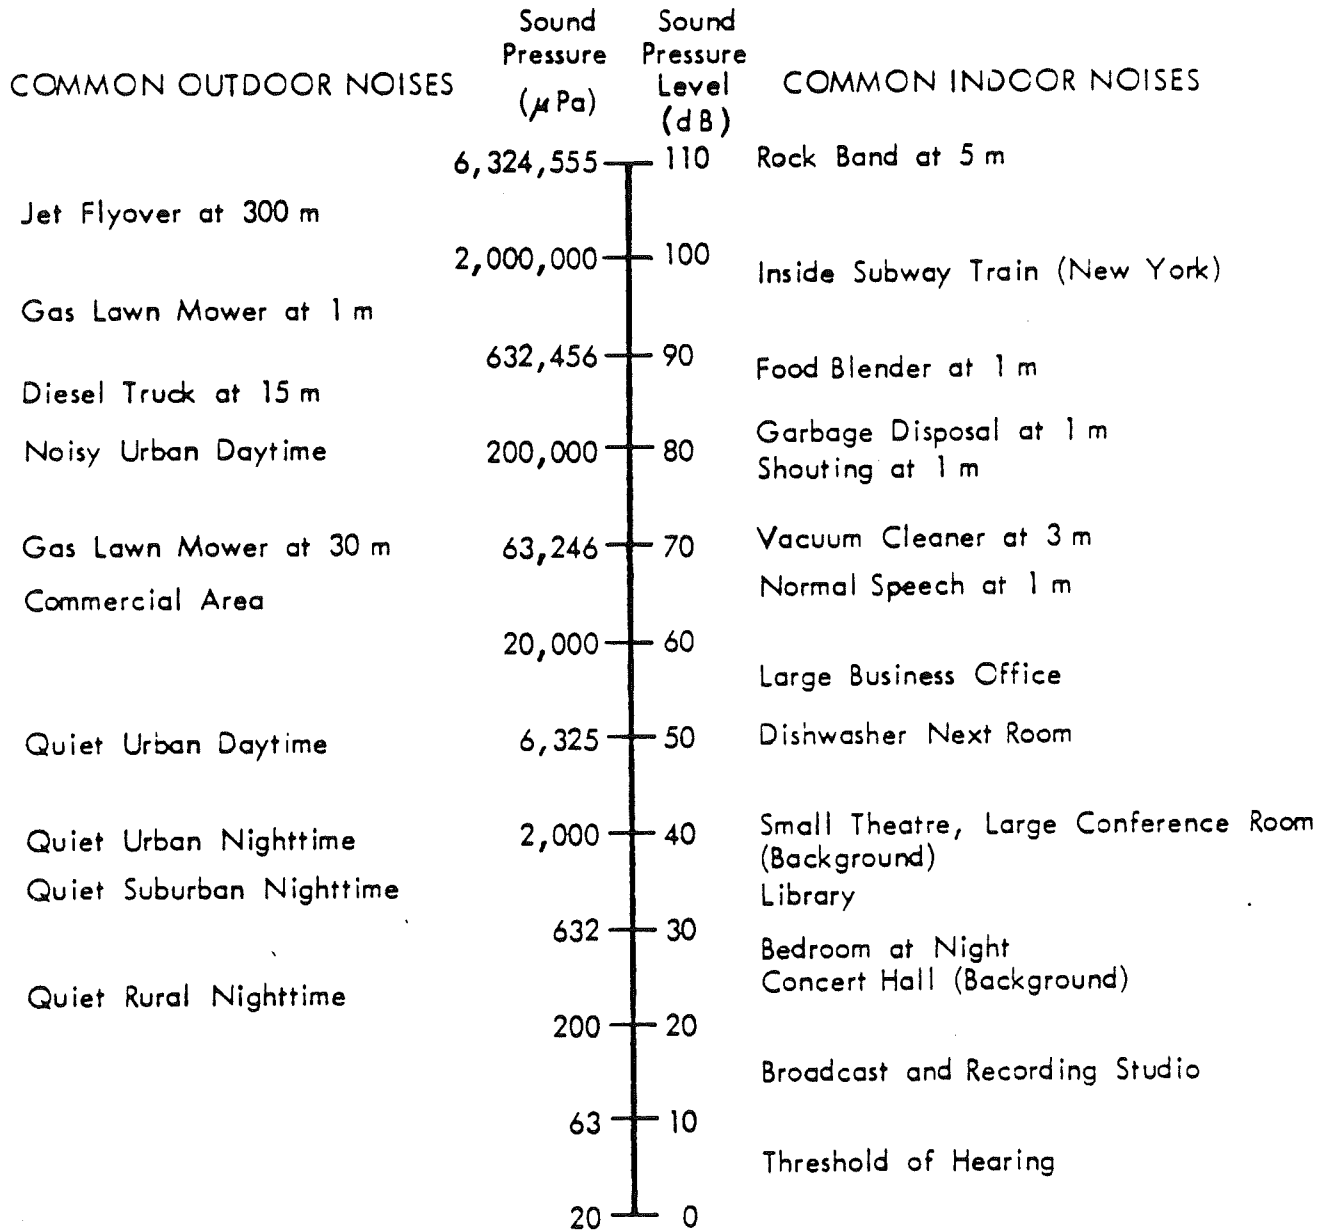 Sound Pressure (μPa)
Sound Pressure Level (dB)
COMMON OUTDOOR NOISES
COMMON INDOOR NOISES
6,324,555 110 Rock Band at 5 m
Jet Flyover at 300 m
2,000,000 100
Inside Subway Train (New York)
Gas Lawn Mower at 1 m
632,456 90
Food Blender at 1 m
Diesel Truck at 15 m
Garbage Disposal at 1 m
Noisy Urban Daytime 200,000 80
Shouting at 1 m
Gas Lawn Mower at 30 m 63,246 70 Vacuum Cleaner at 3 m
Normal Speech at 1 m
Commercial Area
20,000 60
Large Business Office
Quiet Urban Daytime 6,325 50 Dishwasher Next Room
Quiet Urban Nighttime 2,000 40 Small Theatre, Large Conference Room
(Background)
Quiet Suburban Nighttime
Library
632 30
Bedroom at Night
Concert Hall (Background)
Quiet Rural Nighttime
200 20
Broadcast and Recording Studio
63 10
Threshold of Hearing
20 0